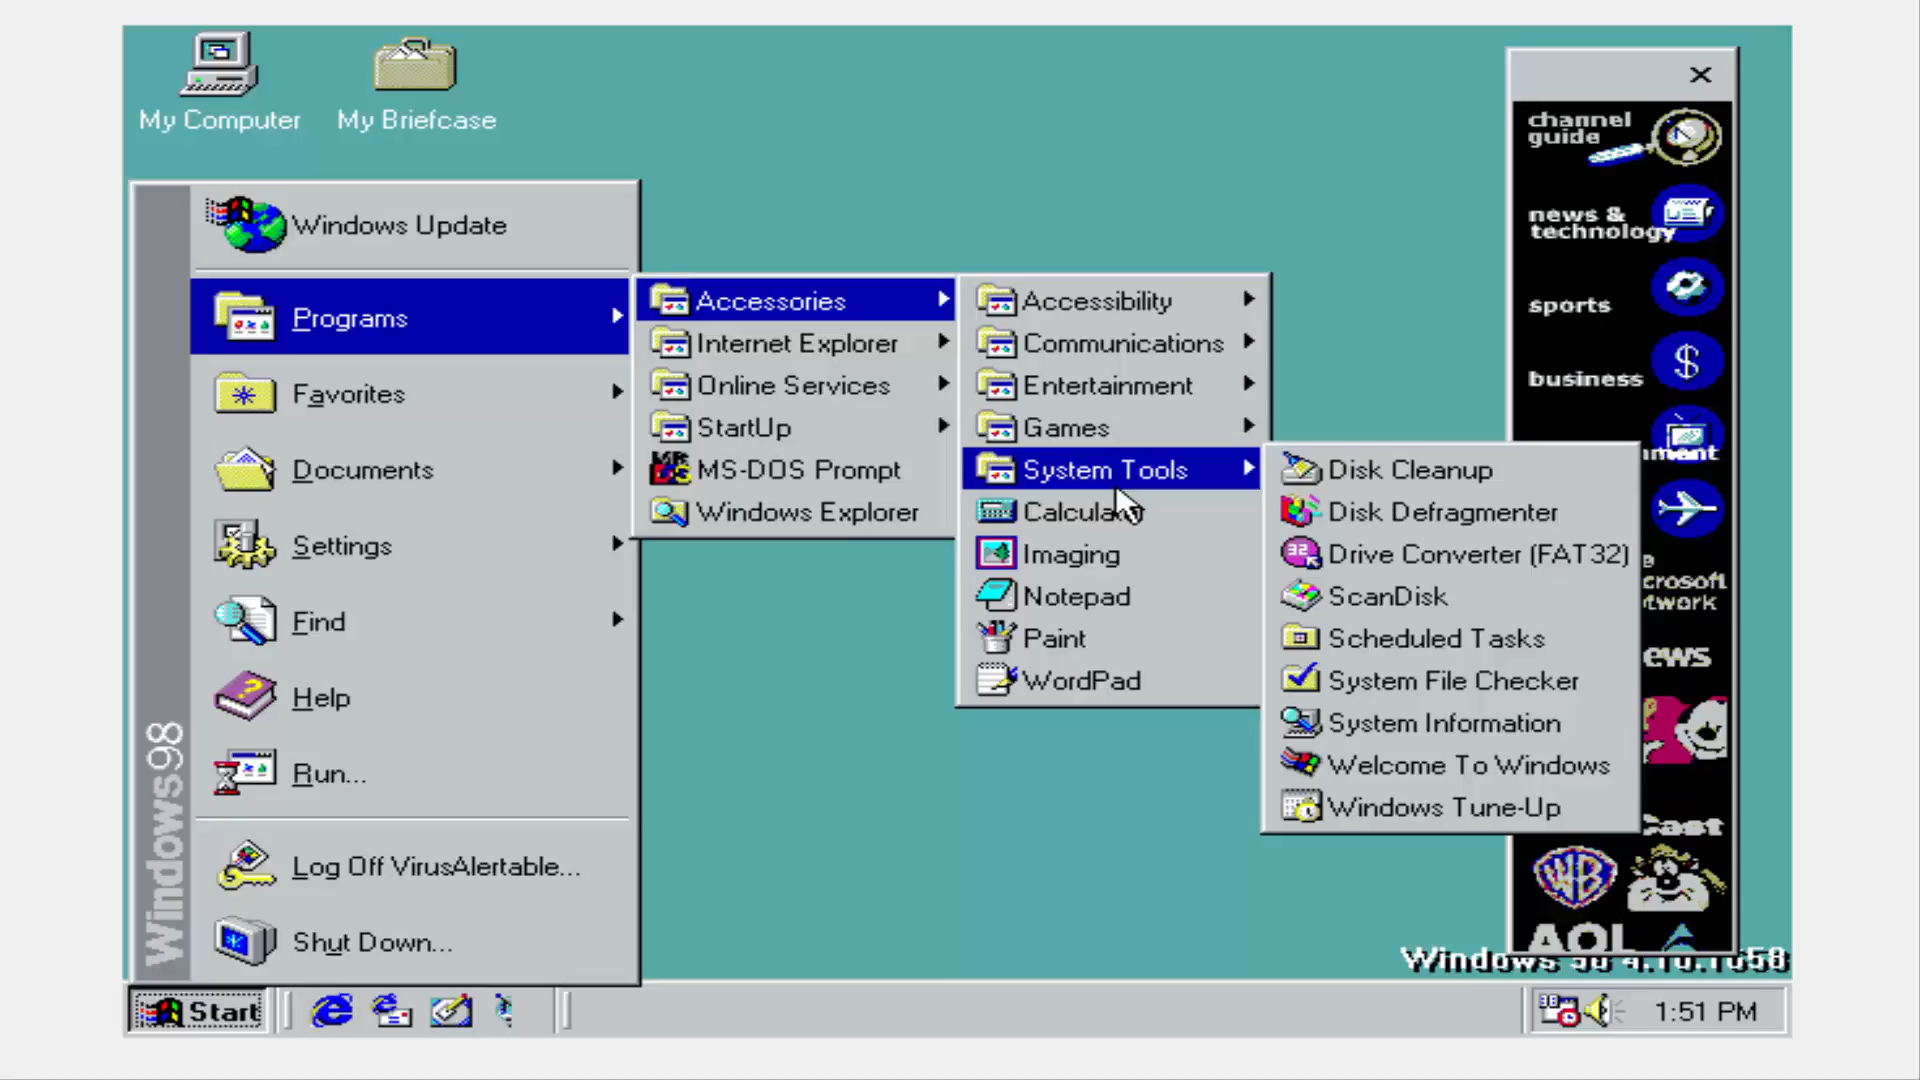 My Computer
My Briefcase
Windows Update
Programs
Favorites
Documents
Settings
Find
Help
Run...
Log Off VirusAlertable...
Shut Down...
Windows98
Accessories
Internet Explorer
Online Services
StartUp
MS-DOS Prompt
Windows Explorer
Accessibility
Communications
Entertainment
Games
System Tools
Imaging
Notepad
Paint
WordPad
Disk Cleanup
Disk Defragmenter
Drive Converter (FAT32)
ScanDisk
Scheduled Tasks
System File Checker
System Information
Welcome To Windows
Windows Tune-Up
channel
guide
news &
technology
sports
business
WB
AOL
Windows
Start
1:51 PM